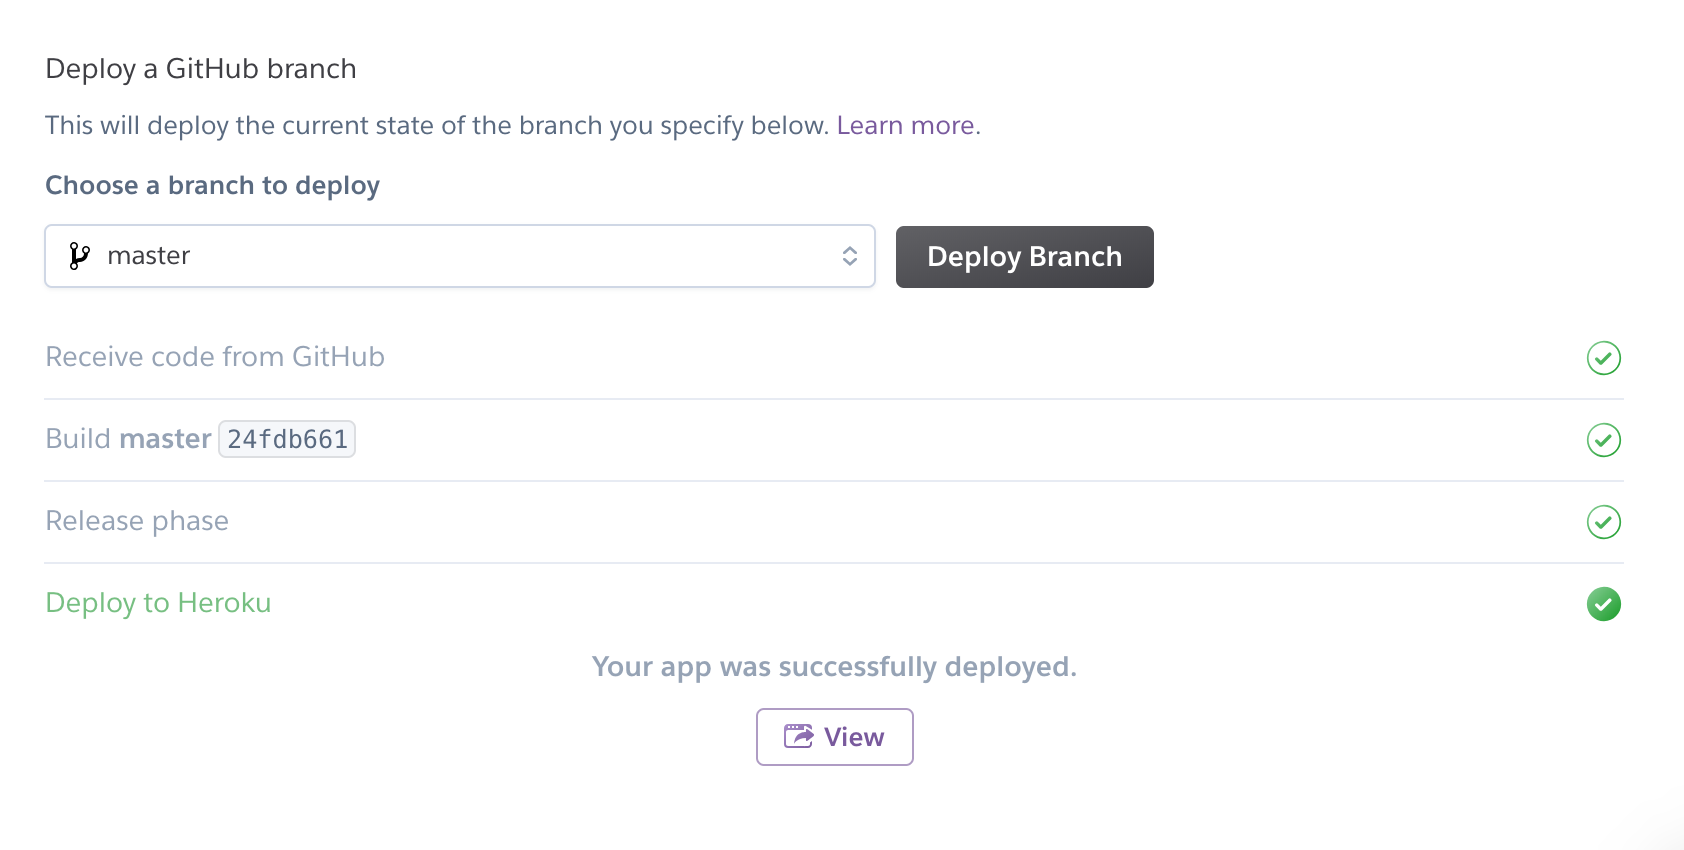 Deploy a GitHub branch
This will deploy the current state of the branch you specify below. Learn more.
Choose a branch to deploy
master Deploy Branch
Receive code from GitHub
Build master 24fdb661
Release phase
Deploy to Heroku
Your app was successfully deployed.
View